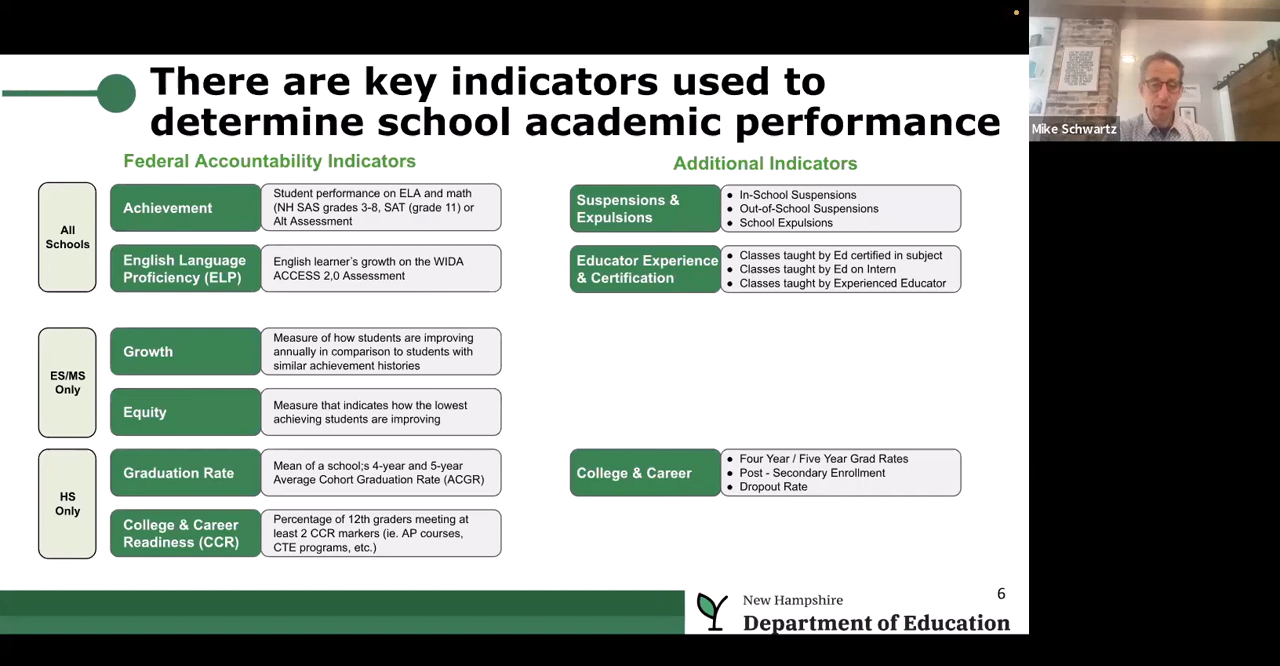 There are key indicators used to
determine school academic performance
Federal Accountability Indicators
All
Schools
Achievement
Student performance on ELA and math
(NH SAS grades 3-8, SAT (grade 11) or
Alt Assessment
English Language
Proficiency (ELP)
English learner's growth on the WIDA
ACCESS 2,0 Assessment
ES/MS
Only
Growth
Measure of how students are improving
annually in comparison to students with
similar achievement histories
Equity
Measure that indicates how the lowest
achieving students are improving
HS
Only
Graduation Rate
Mean of a school;s 4-year and 5-year
Average Cohort Graduation Rate (ACGR)
College & Career
Readiness (CCR)
Percentage of 12th graders meeting at
least 2 CCR markers (ie. AP courses,
CTE programs, etc.)
Additional Indicators
Suspensions &
Expulsions
● In-School Suspensions
● Out-of-School Suspensions
● School Expulsions
Educator Experience
& Certification
● Classes taught by Ed certified in subject
● Classes taught by Ed on Intern
● Classes taught by Experienced Educator
College & Career
● Four Year / Five Year Grad Rates
● Post - Secondary Enrollment
● Dropout Rate
6
New Hampshire
Department of Education
Mike Schwartz